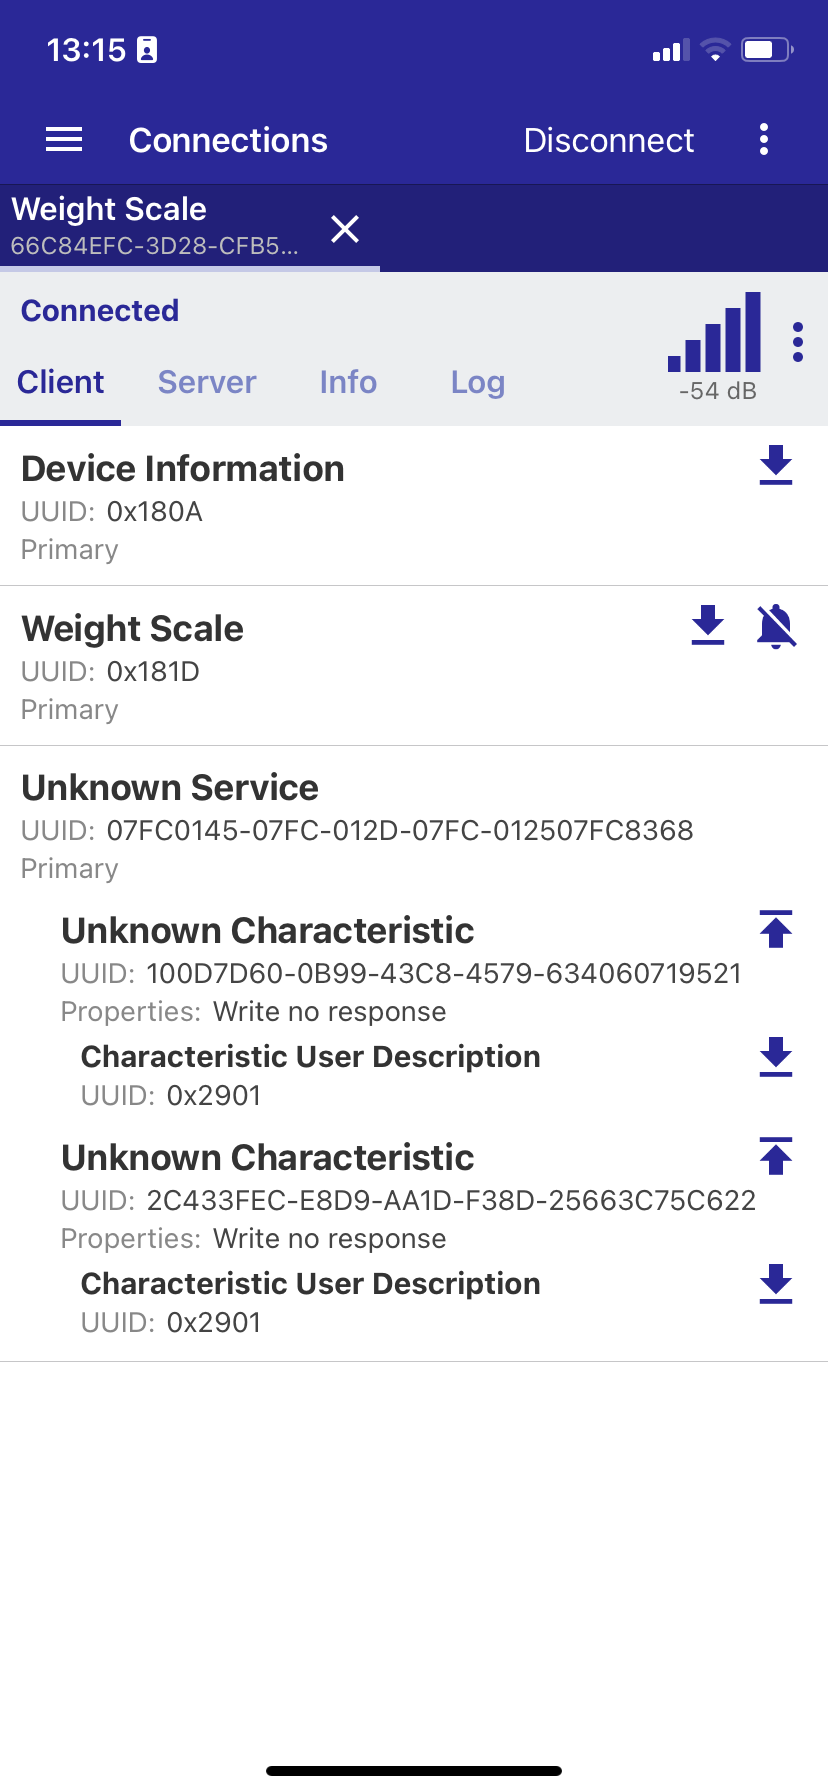 13:15
Connections
Disconnect
Weight Scale
66C84EFC-3D28-CFB5...
Connected
Client
Server
Info
Log
-54 dB
Device Information
UUID: 0x180A
Primary
Weight Scale
UUID: 0x181D
Primary
Unknown Service
UUID: 07FC0145-07FC-012D-07FC-012507FC8368
Primary
Unknown Characteristic
UUID: 100D7D60-0B99-43C8-4579-634060719521
Properties: Write no response
Characteristic User Description
UUID: 0x2901
Unknown Characteristic
UUID: 2C433FEC-E8D9-AA1D-F38D-25663C75C622
Properties: Write no response
Characteristic User Description
UUID: 0x2901